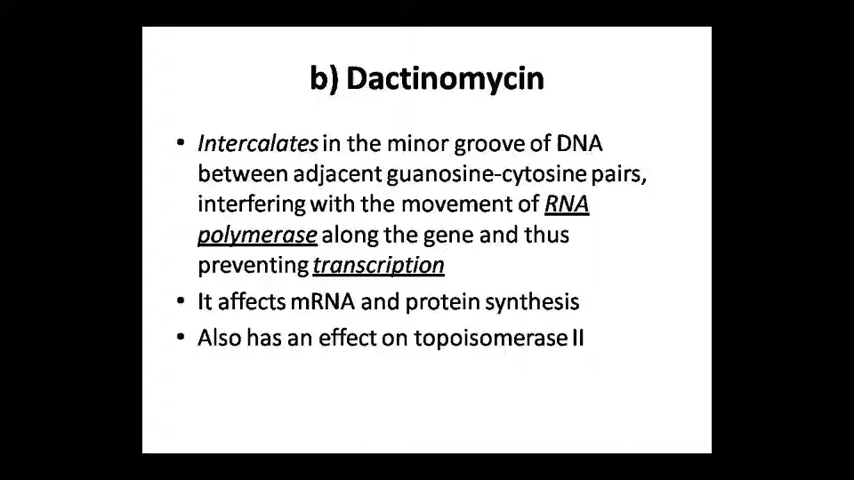 b) Dactinomycin
• Intercalates in the minor groove of DNA
between adjacent guanosine-cytosine pairs,
interfering with the movement of RNA
polymerase along the gene and thus
preventing transcription
• It affects mRNA and protein synthesis
• Also has an effect on topoisomerase II